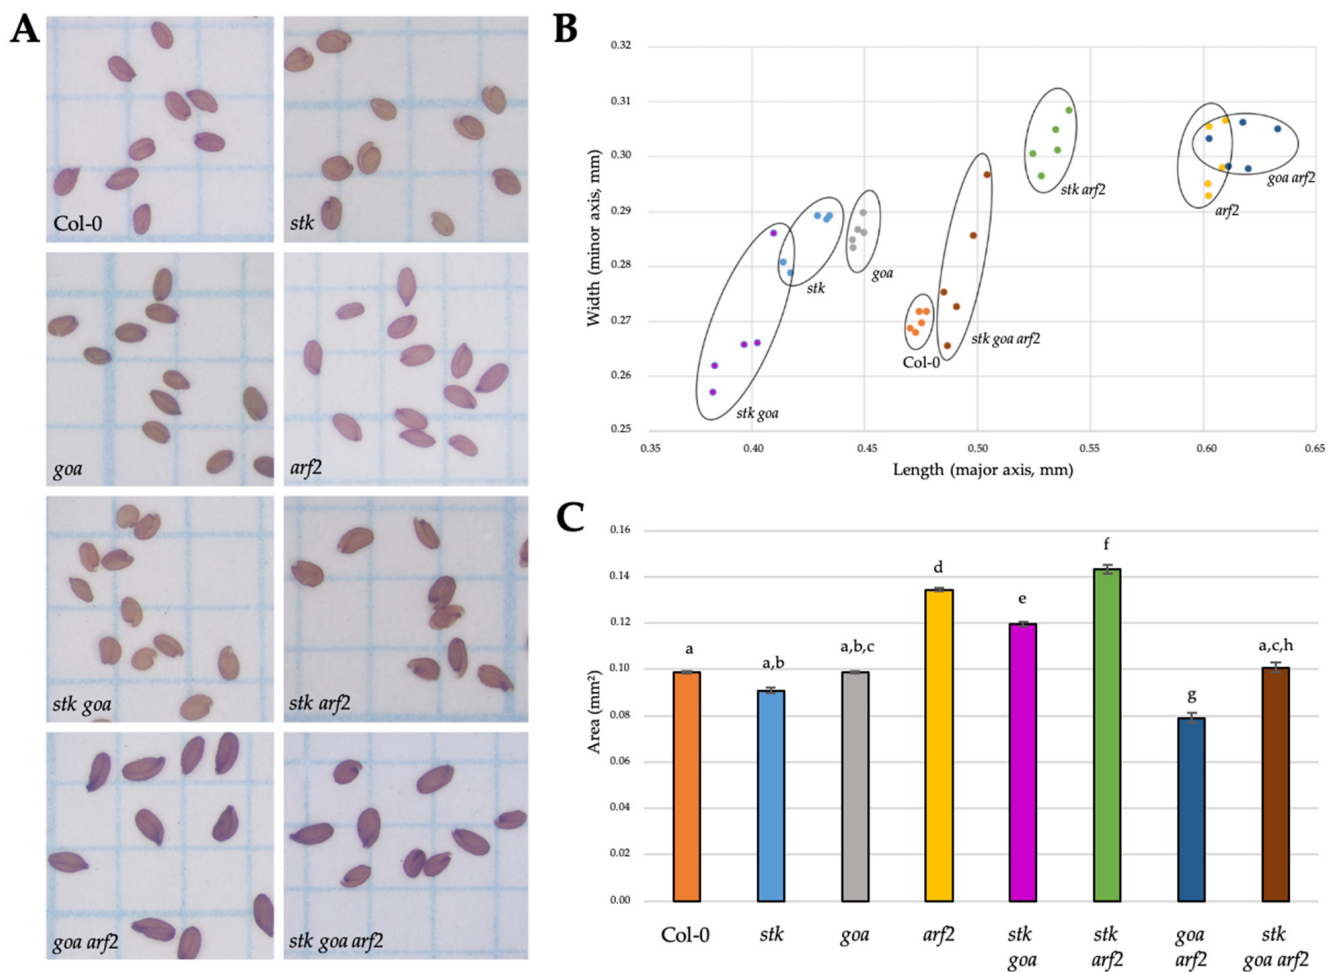 A
Col-0
stk
goa
arf2
stk goa
stk arf2
goa arf2
stk goa arf2
B
0.32
0.31
0.30
0.29
0.28
0.27
0.26
0.25
Width (minor axis, mm)
stk goa
stk
goa
Col-0
stk goa arf2
stk arf2
arf2
goa arf2
0.35
0.40
0.45
0.50
0.55
0.60
0.65
Length (major axis, mm)
C
0.16
0.14
0.12
0.10
0.08
0.06
0.04
0.02
0.00
Area (mm²)
a
a,b
a,b,c
d
e
f
g
a,c,h
Col-0
stk
goa
arf2
stk
goa
stk
arf2
goa
arf2
stk
goa arf2